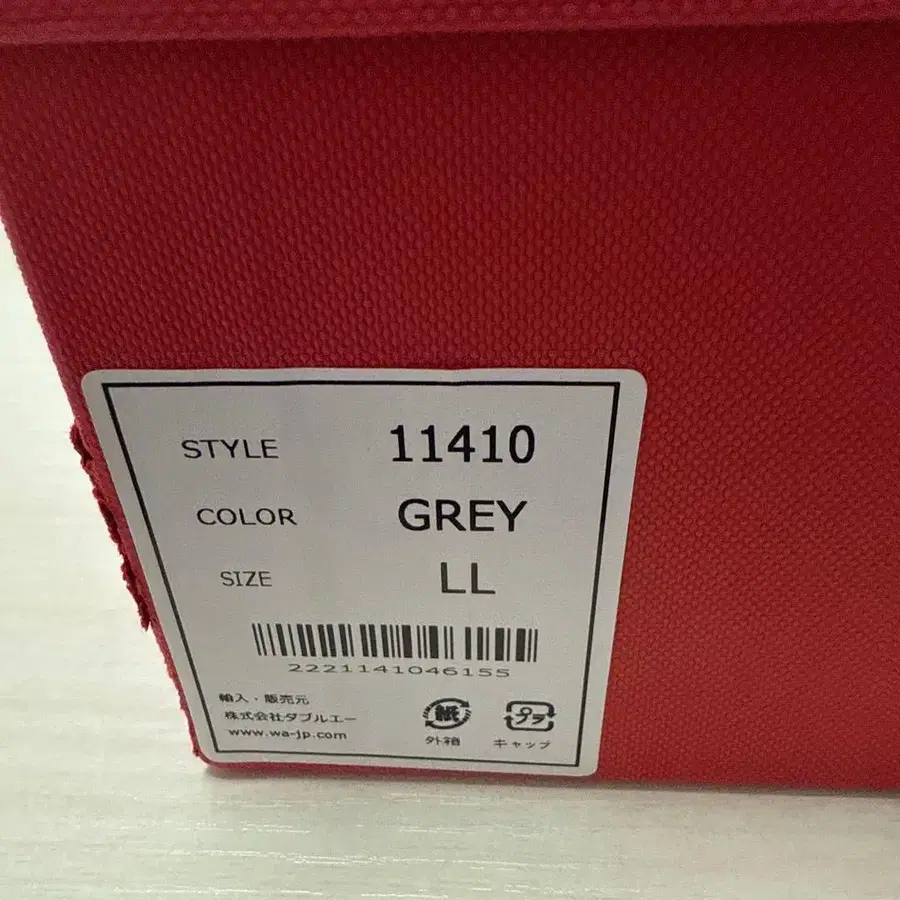 STYLE 11410
COLOR GREY
SIZE LL
2221141046155
輸入・販売元
株式会社ダブルエー
www.wa-jp.com
紙 プラ
外箱 キャップ